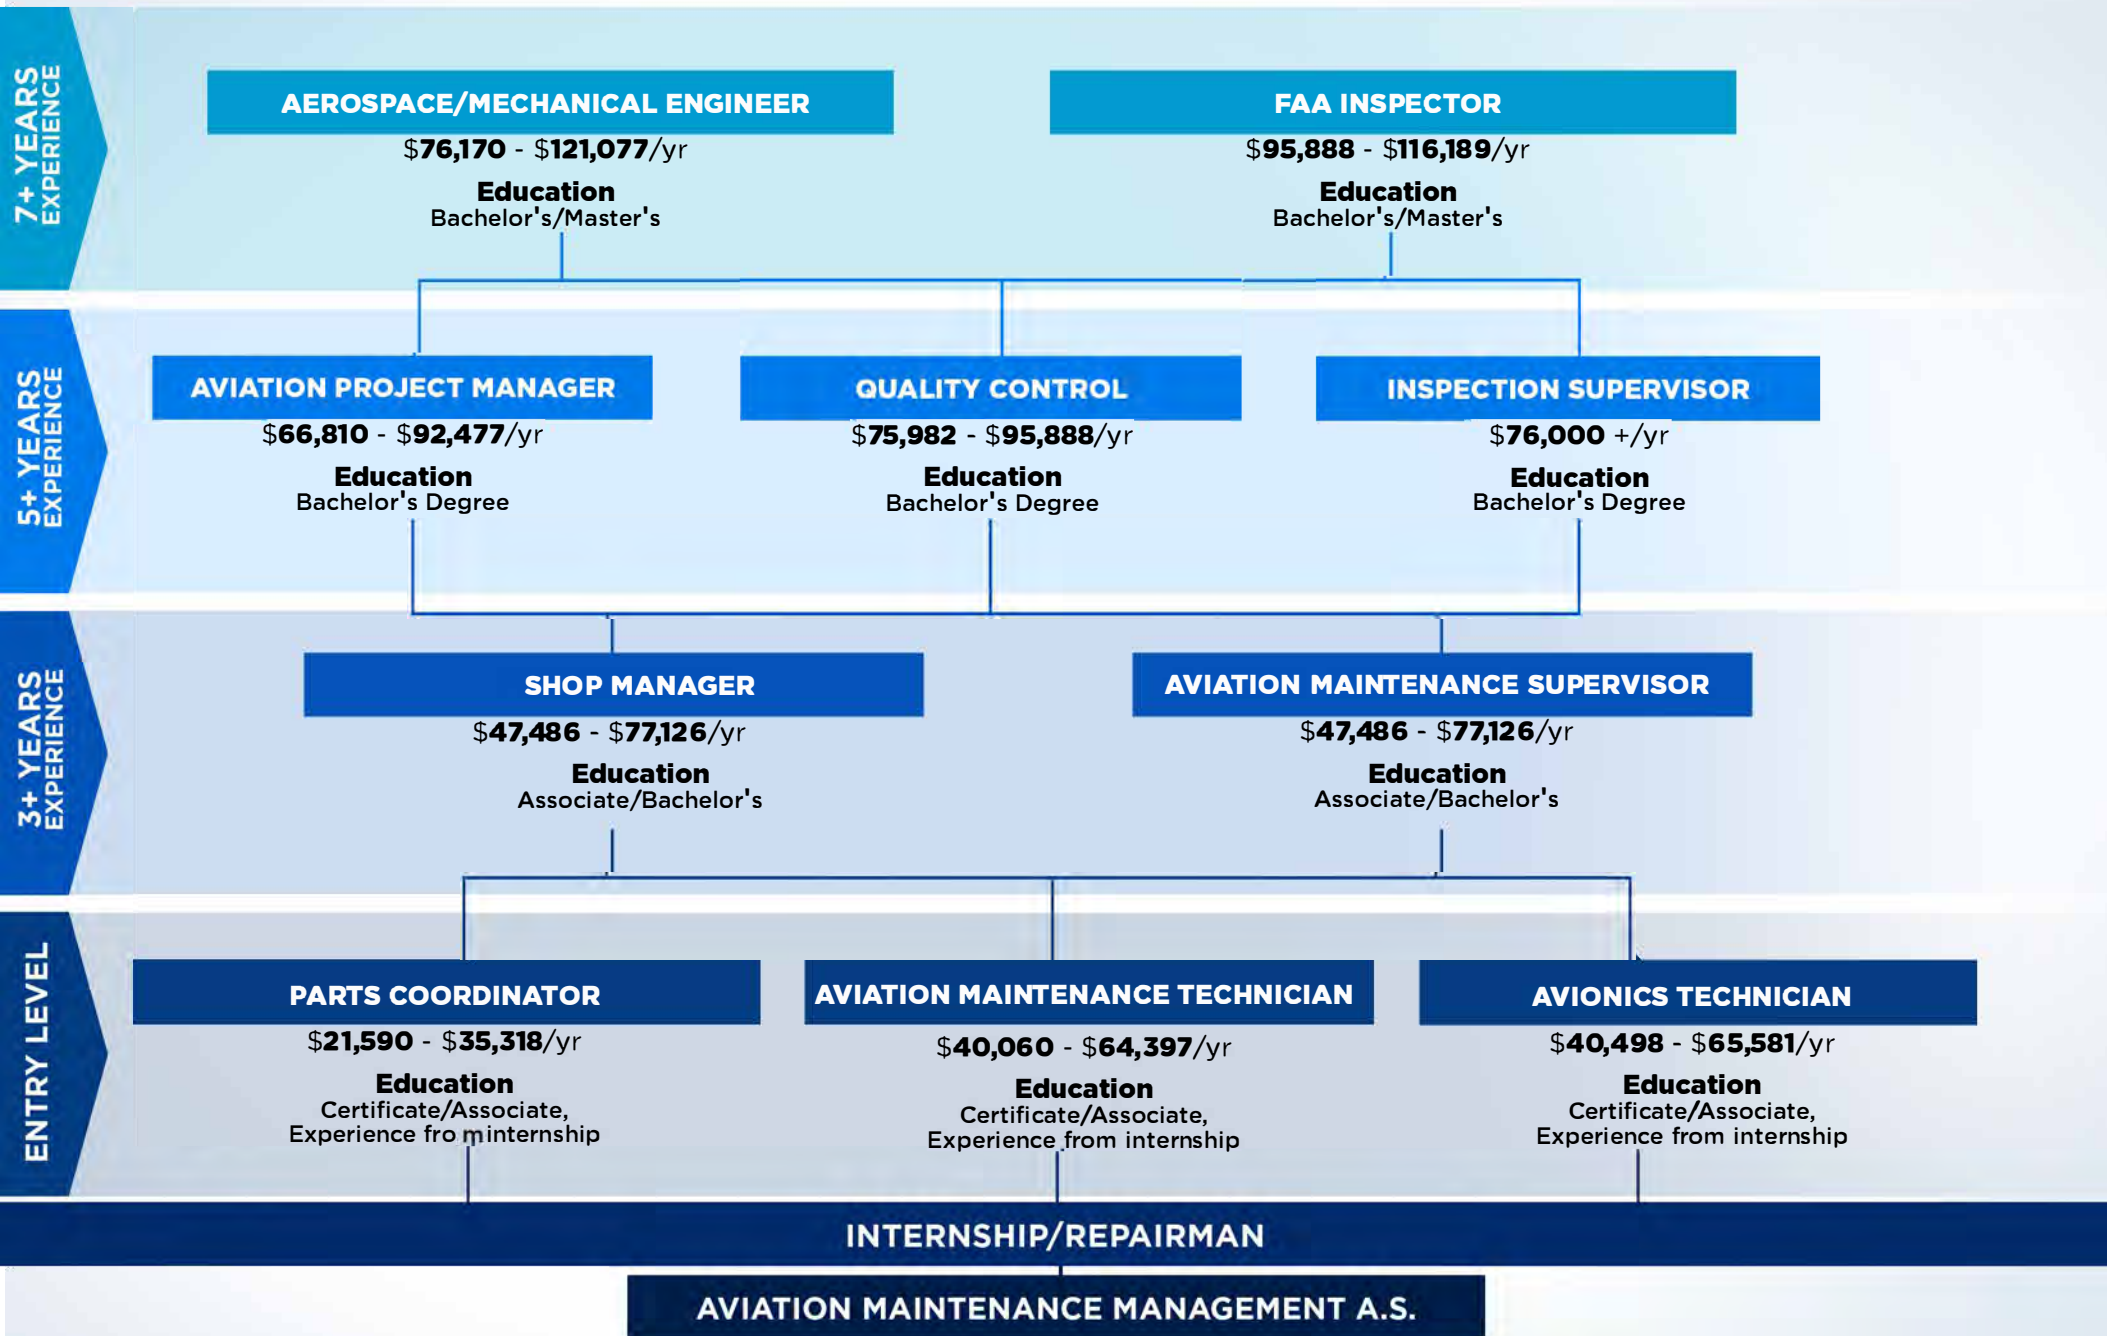 7+ YEARS
EXPERIENCE
AEROSPACE/MECHANICAL ENGINEER
$76,170 - $121,077/yr
Education
Bachelor's/Master's
FAA INSPECTOR
$95,888 - $116,189/yr
Education
Bachelor's/Master's
5+ YEARS
EXPERIENCE
AVIATION PROJECT MANAGER
$66,810 - $92,477/yr
Education
Bachelor's Degree
QUALITY CONTROL
$75,982 - $95,888/yr
Education
Bachelor's Degree
INSPECTION SUPERVISOR
$76,000 +/yr
Education
Bachelor's Degree
3+ YEARS
EXPERIENCE
SHOP MANAGER
$47,486 - $77,126/yr
Education
Associate/Bachelor's
AVIATION MAINTENANCE SUPERVISOR
$47,486 - $77,126/yr
Education
Associate/Bachelor's
ENTRY LEVEL
PARTS COORDINATOR
$21,590 - $35,318/yr
Education
Certificate/Associate,
Experience fro m internship
AVIATION MAINTENANCE TECHNICIAN
$40,060 - $64,397/yr
Education
Certificate/Associate,
Experience from internship
AVIONICS TECHNICIAN
$40,498 - $65,581/yr
Education
Certificate/Associate,
Experience from internship
INTERNSHIP/REPAIRMAN
AVIATION MAINTENANCE MANAGEMENT A.S.